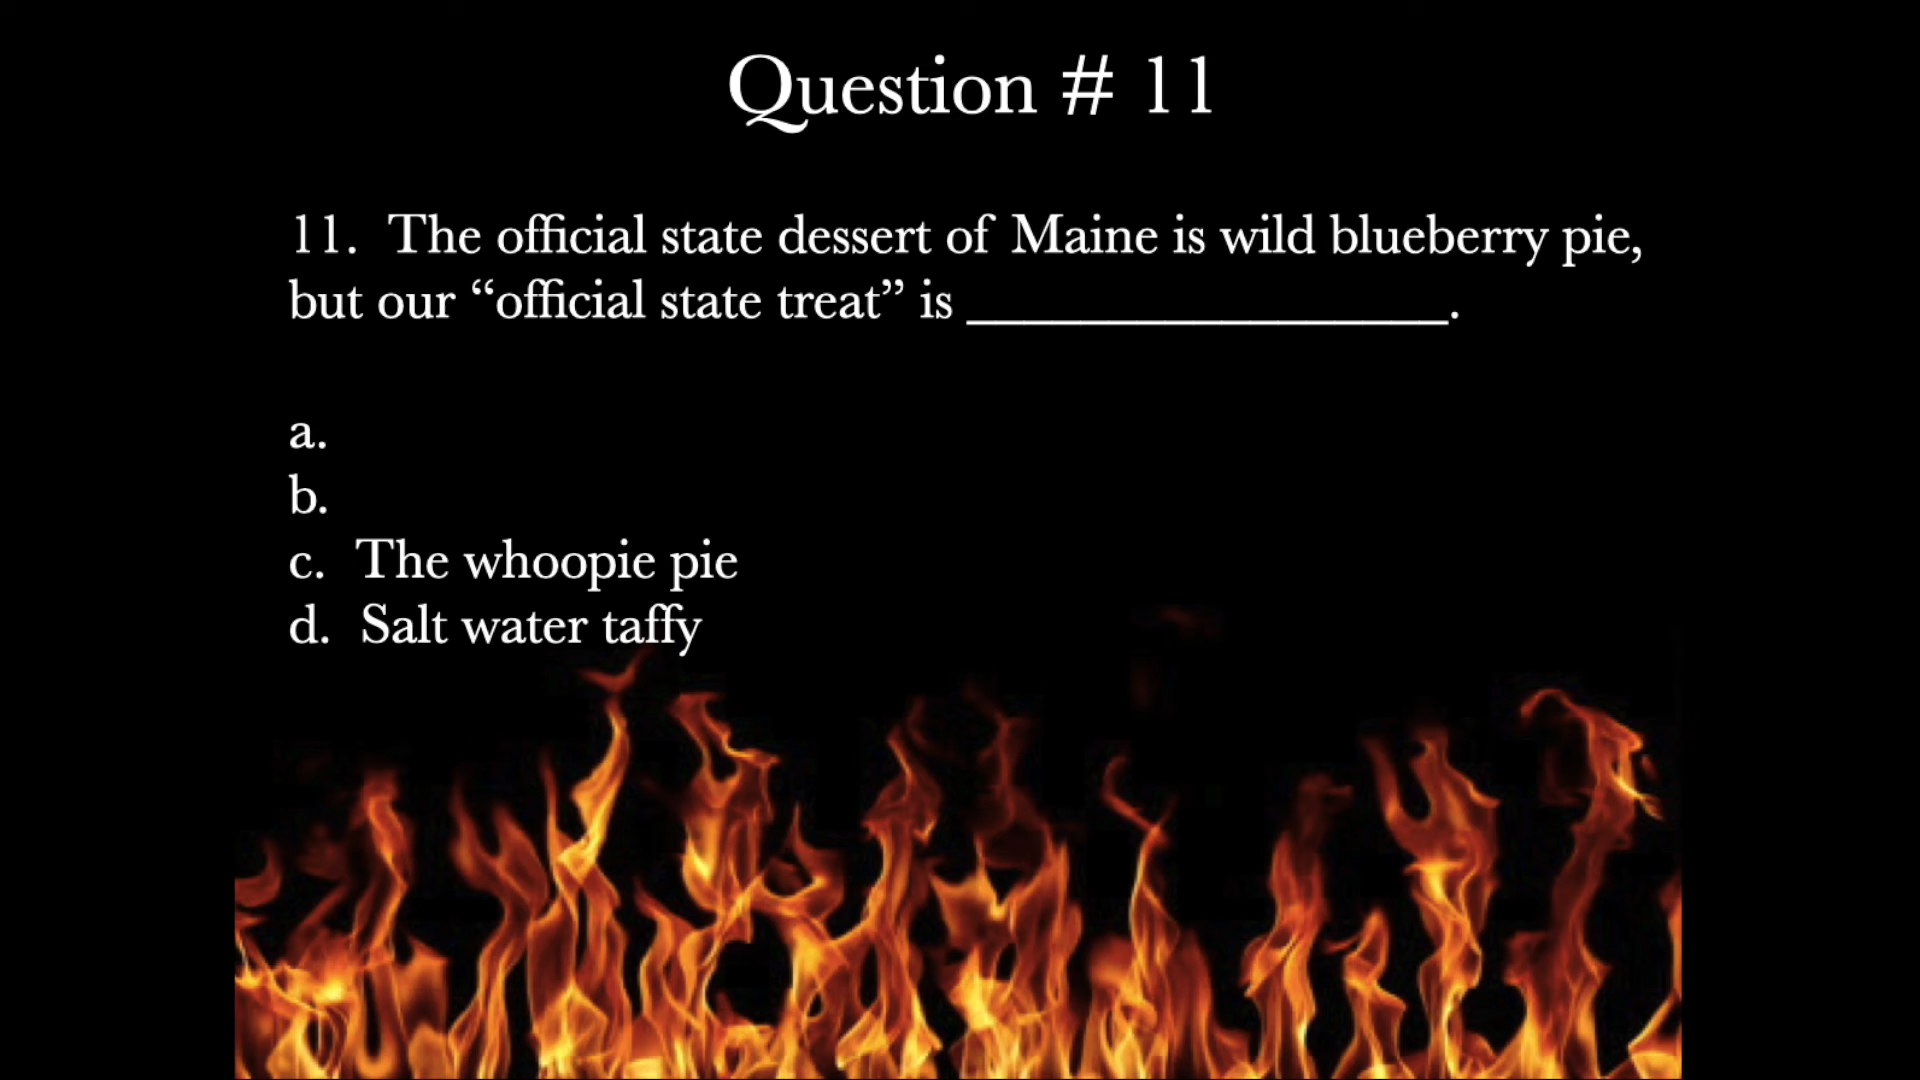 Question # 11
11. The official state dessert of Maine is wild blueberry pie,
but our “official state treat” is _________________.
a.
b.
c. The whoopie pie
d. Salt water taffy